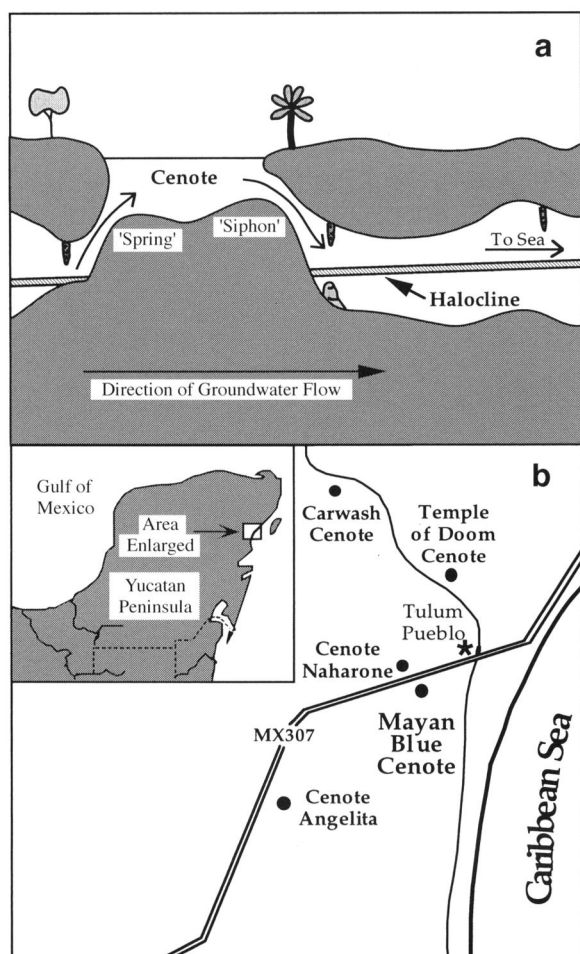 a
Cenote
'Spring'
'Siphon'
To Sea
Halocline
Direction of Groundwater Flow
b
Gulf of
Mexico
Area
Enlarged
Yucatan
Peninsula
Carwash
Cenote
Temple
of Doom
Cenote
Tulum
Pueblo
*
Cenote
Naharone
MX307
Mayan
Blue
Cenote
Cenote
Angelita
Caribbean Sea